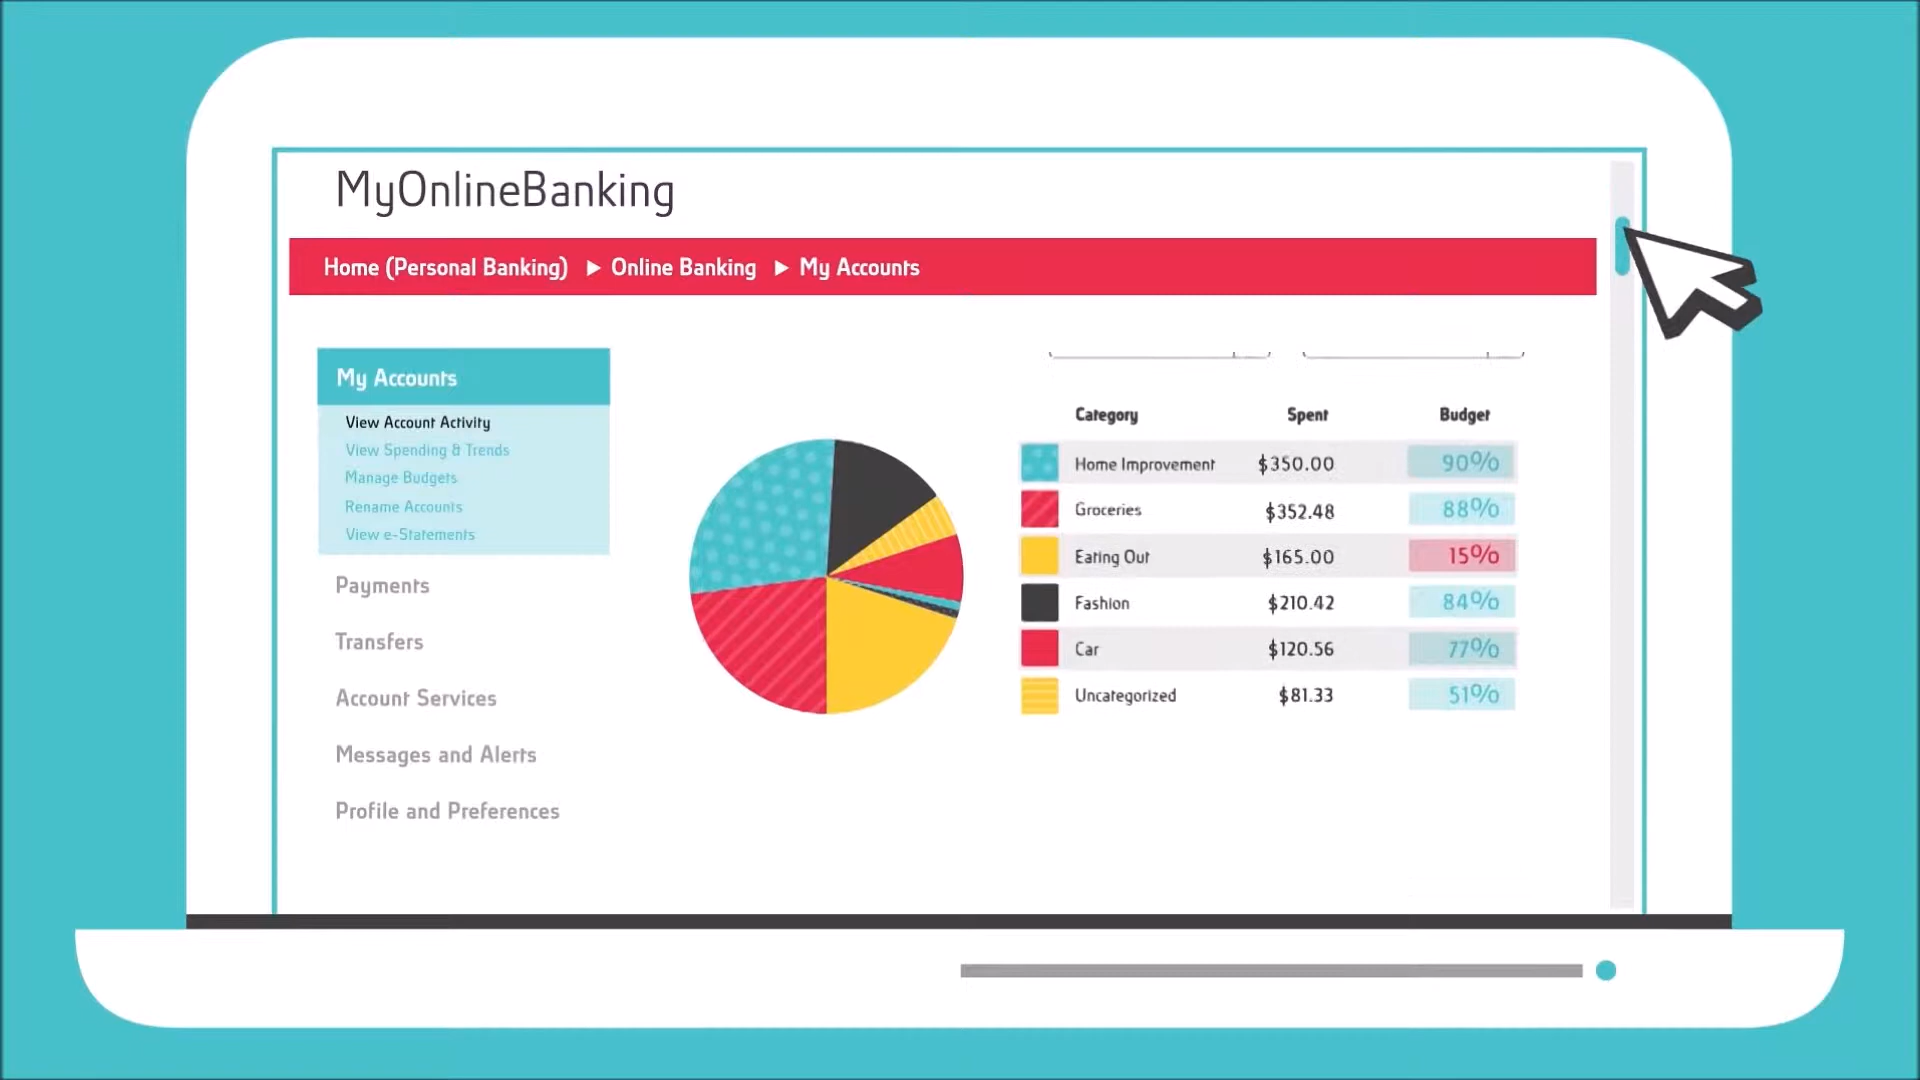 MyOnlineBanking
Home (Personal Banking) ▶ Online Banking ▶ My Accounts
My Accounts
View Account Activity
View Spending & Trends
Manage Budgets
Rename Accounts
View e-Statements
Payments
Transfers
Account Services
Messages and Alerts
Profile and Preferences
Category Spent Budget
Home Improvement $350.00 90%
Groceries $352.48 88%
Eating Out $165.00 15%
Fashion $210.42 84%
Car $120.56 77%
Uncategorized $81.33 51%